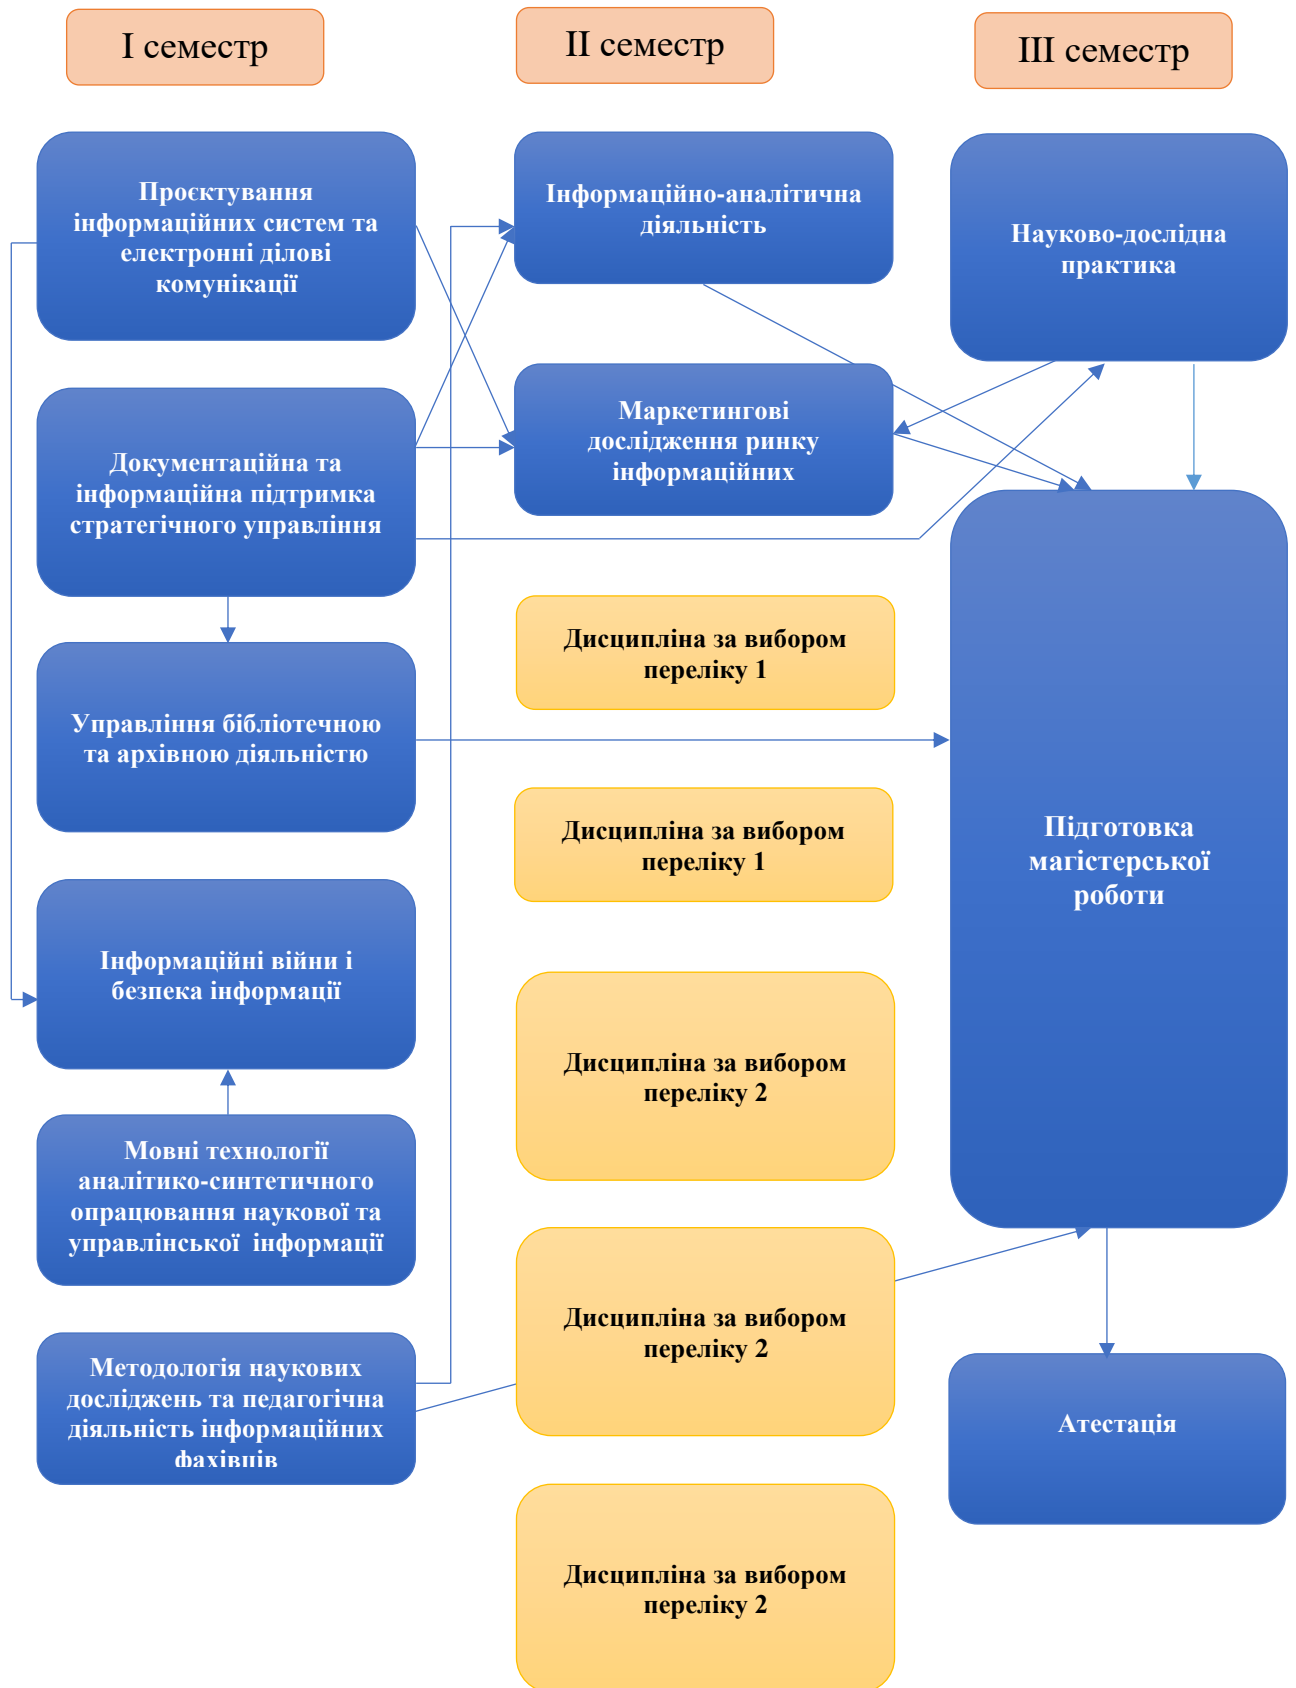 І семестр
ІІ семестр
ІІІ семестр
Проєктування
інформаційних систем та
електронні ділові
комунікації
Документаційна та
інформаційна підтримка
стратегічного управління
Управління бібліотечною
та архівною діяльністю
Інформаційні війни і
безпека інформації
Мовні технології
аналітико-синтетичного
опрацювання наукової та
управлінської інформації
Методологія наукових
досліджень та педагогічна
діяльність інформаційних
фахівців
Інформаційно-аналітична
діяльність
Маркетингові
дослідження ринку
інформаційних
Дисципліна за вибором
переліку 1
Дисципліна за вибором
переліку 1
Дисципліна за вибором
переліку 2
Дисципліна за вибором
переліку 2
Дисципліна за вибором
переліку 2
Науково-дослідна
практика
Підготовка
магістерської
роботи
Атестація